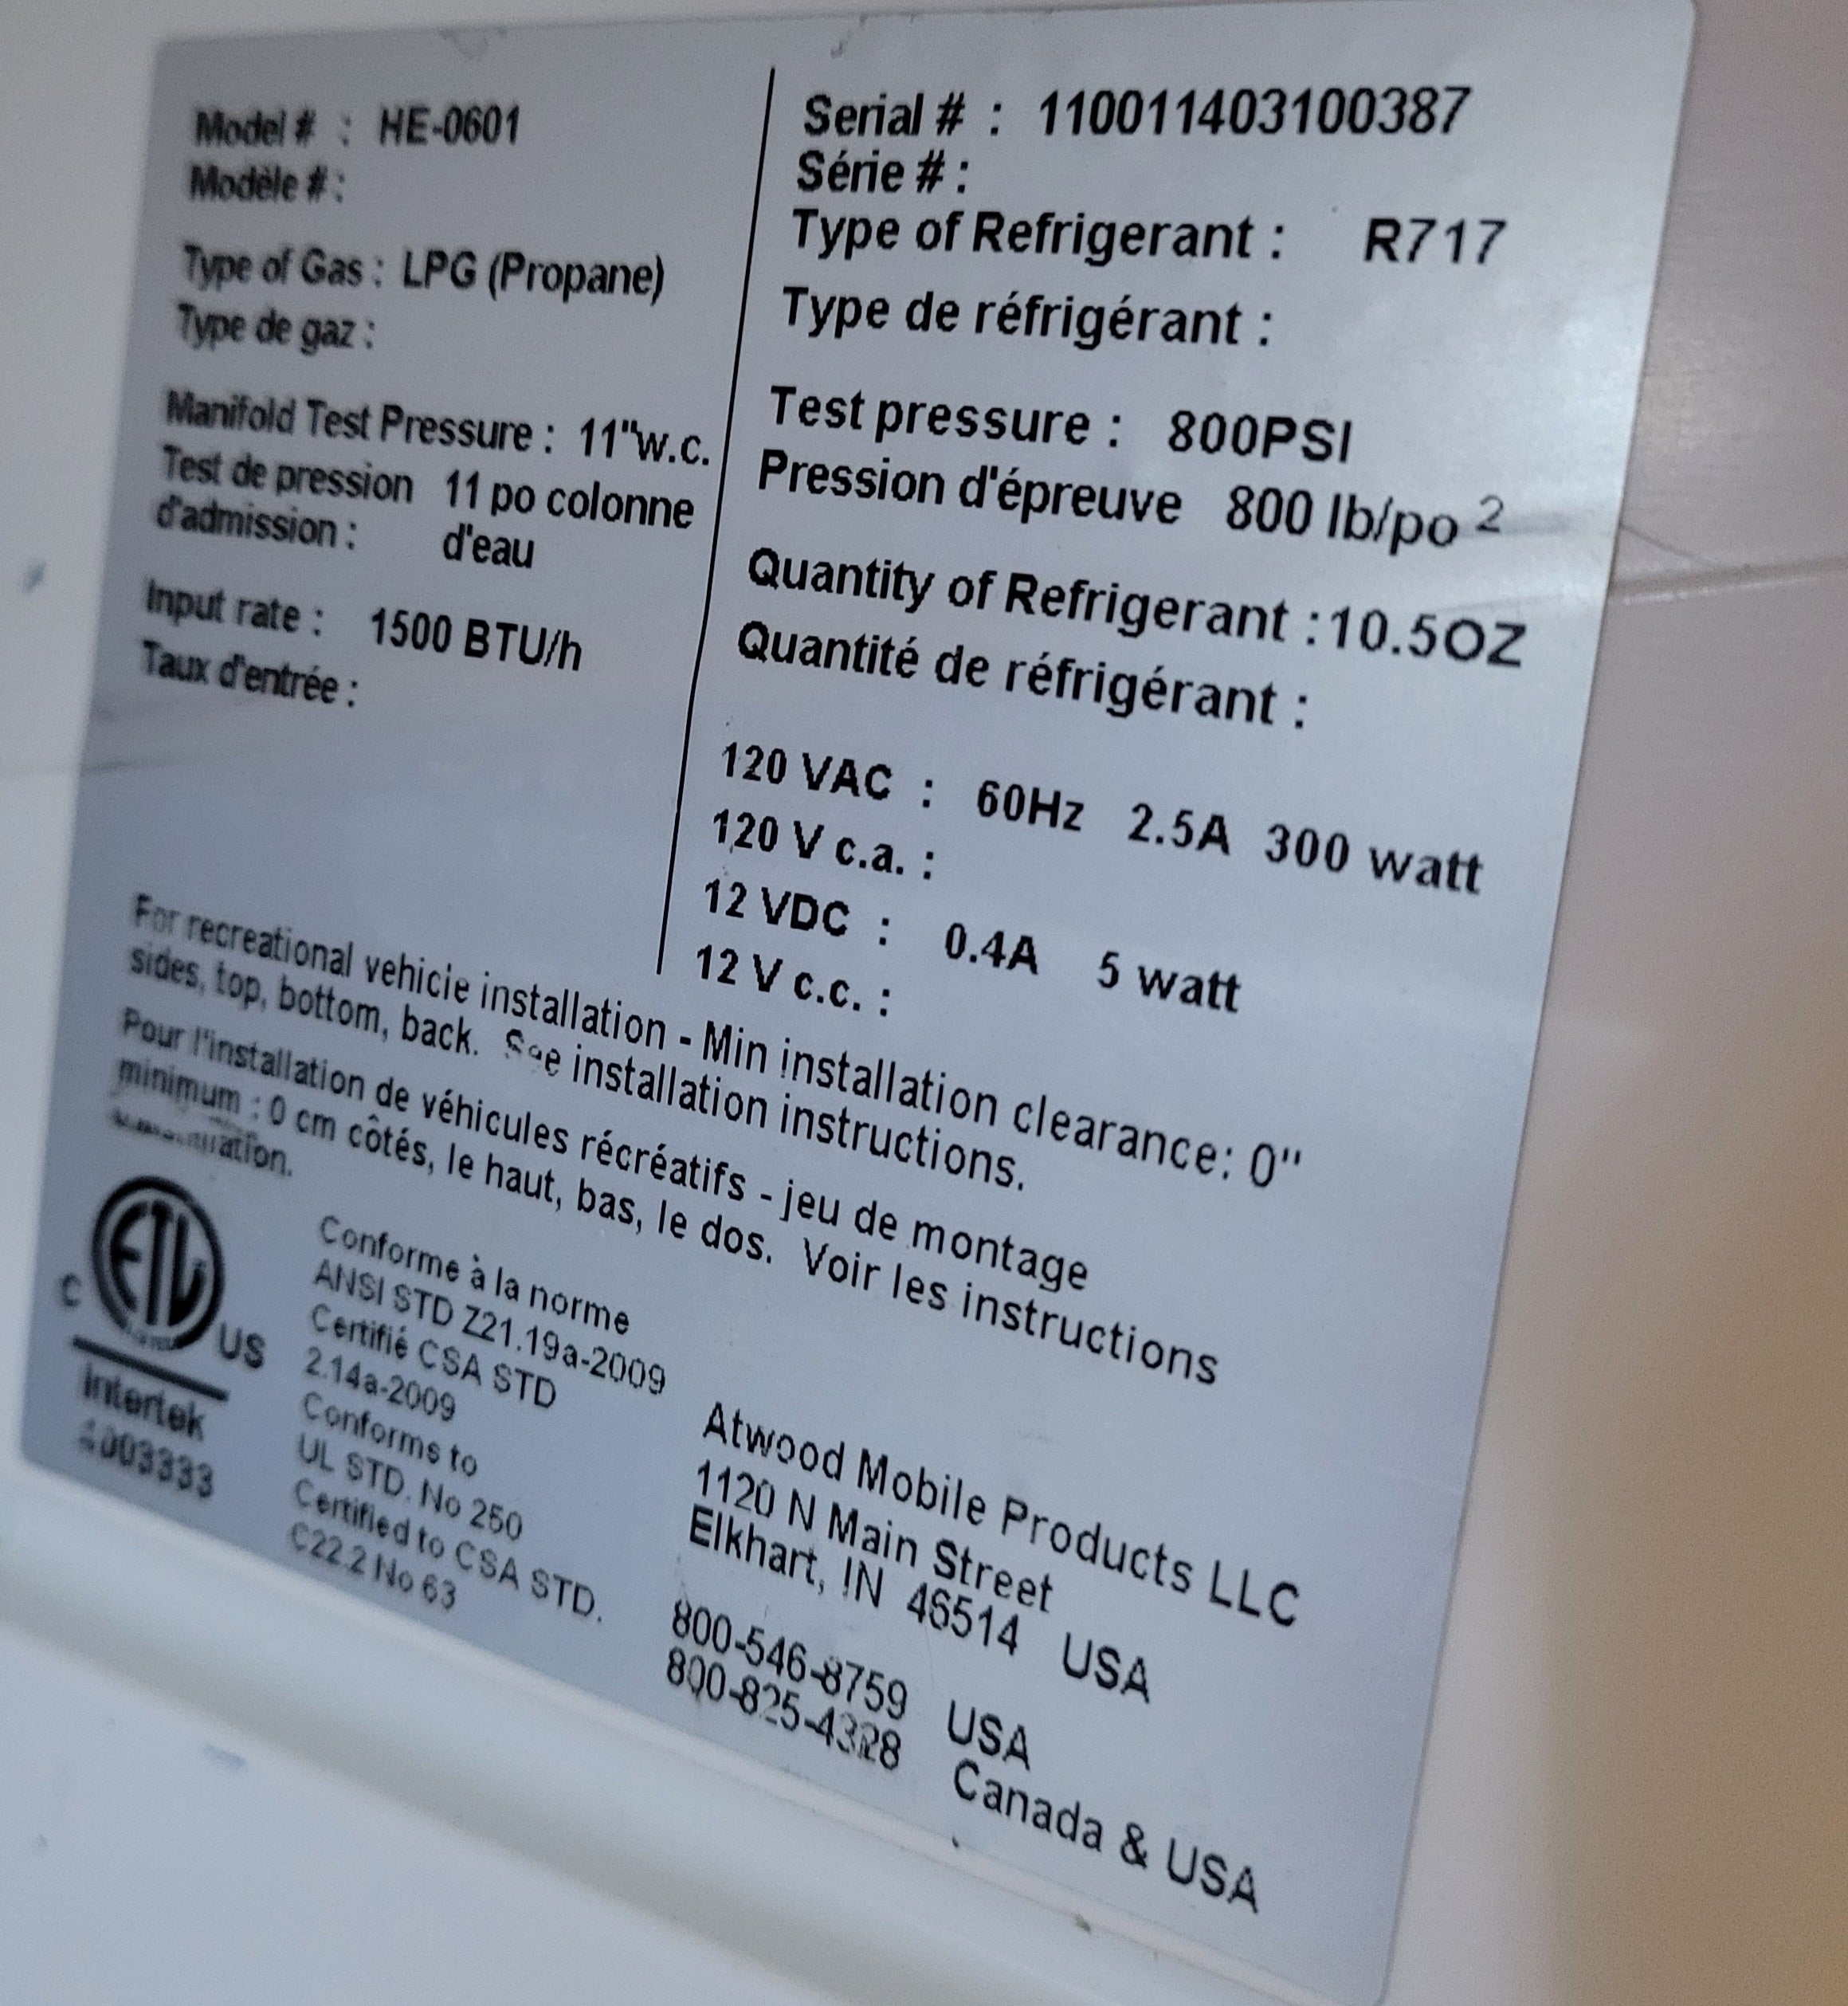 Model # : HE-0601
Modèle # :
Type of Gas : LPG (Propane)
Type de gaz :
Manifold Test Pressure : 11"w.c.
Test de pression 11 po colonne
d'admission : d'eau
Input rate : 1500 BTU/h
Taux d'entrée :
Serial # : 110011403100387
Série # :
Type of Refrigerant : R717
Type de réfrigérant :
Test pressure : 800PSI
Pression d'épreuve 800 lb/po 2
Quantity of Refrigerant :10.5OZ
Quantité de réfrigérant :
120 VAC : 60Hz 2.5A 300 watt
120 V c.a. :
12 VDC : 0.4A 5 watt
12 V c.c. :
For recreational vehicie installation - Min installation clearance: 0"
sides, top, bottom, back. See installation instructions.
Pour l'installation de véhicules récréatifs - jeu de montage
minimum : 0 cm côtés, le haut, bas, le dos. Voir les instructions
C ETL US
Intertek
Conforme à la norme
ANSI STD Z21.19a-2009
Certifié CSA STD
2.14a-2009
Conforms to
UL STD. No 250
Certified to CSA STD.
C22.2 No 63
Atwood Mobile Products LLC
1120 N Main Street
Elkhart, IN 46514 USA
800-546-8759 USA
800-825-4328 Canada & USA